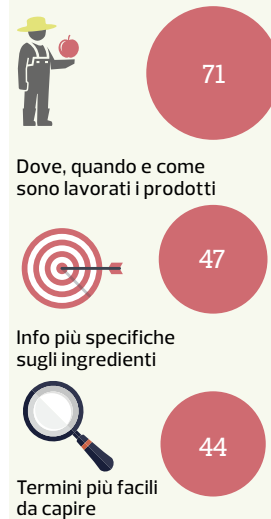 71
Dove, quando e come
sono lavorati i prodotti
47
Info più specifiche
sugli ingredienti
44
Termini più facili
da capire